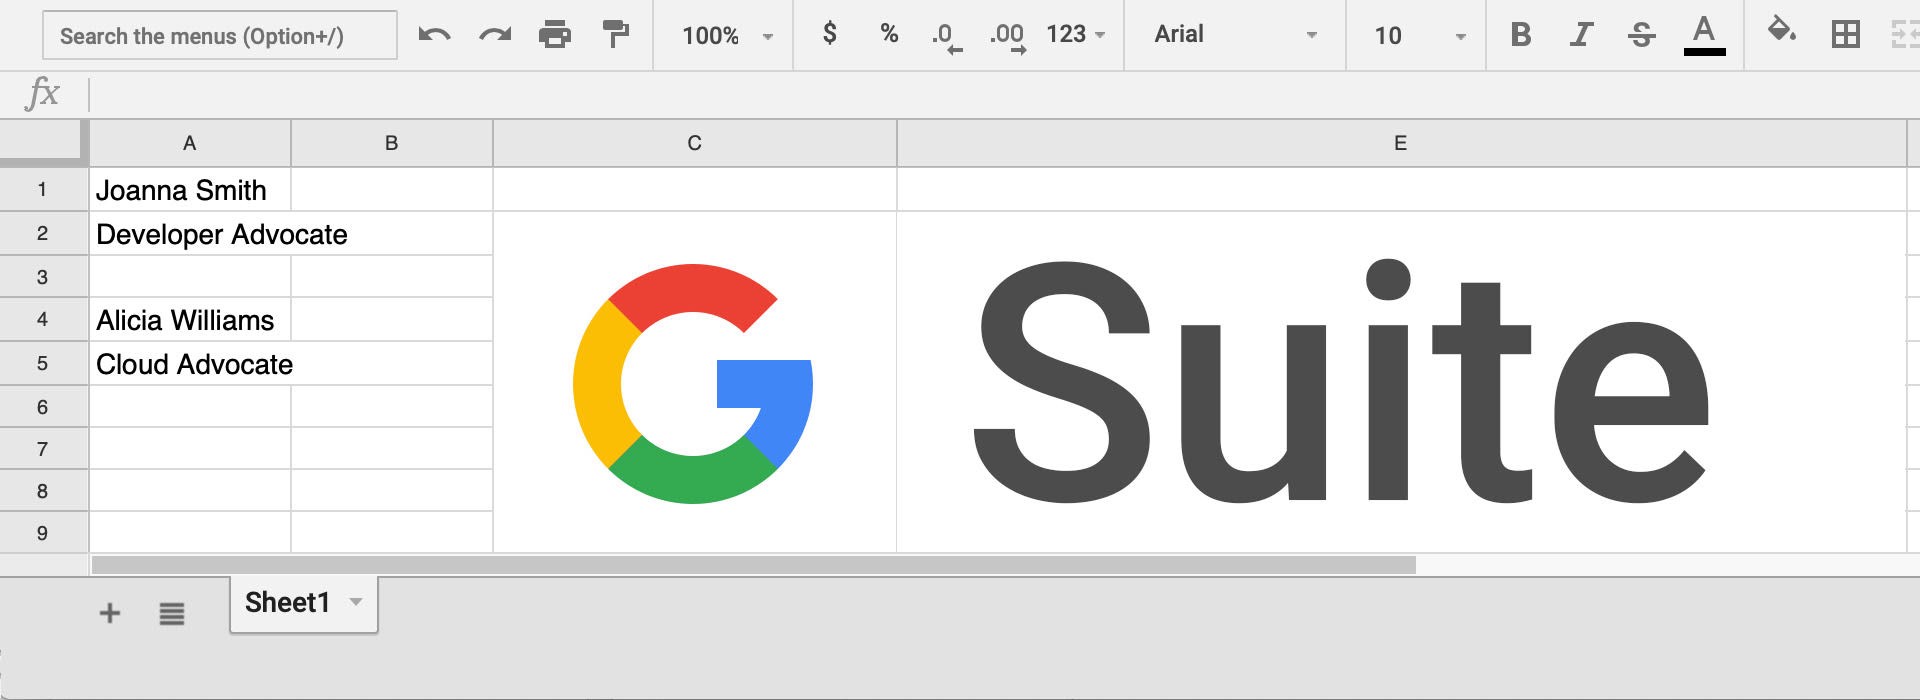 Search the menus (Option+/)
100%
$ % .0 .00 123
Arial
10
B I S A
fx
A B C E
1 Joanna Smith
2 Developer Advocate
3
4 Alicia Williams
5 Cloud Advocate
6
7
8
9
G Suite
+ Sheet1